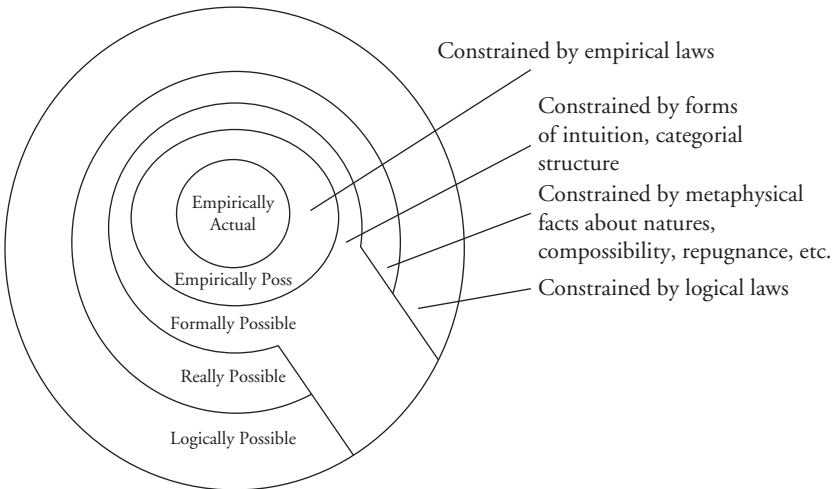 Constrained by empirical laws
Constrained by forms
of intuition, categorial
structure
Constrained by metaphysical
facts about natures,
compossibility, repugnance, etc.
Constrained by logical laws
Empirically
Actual
Empirically Poss
Formally Possible
Really Possible
Logically Possible